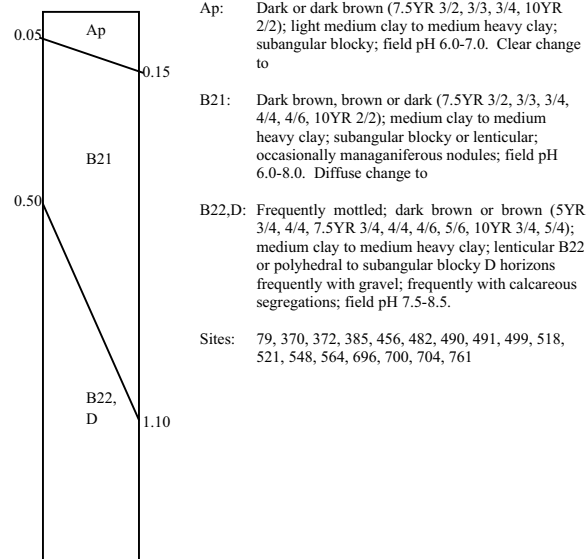 0.05
Ap
0.15
B21
0.50
B22,
D
1.10
Ap: Dark or dark brown (7.5YR 3/2, 3/3, 3/4, 10YR
2/2); light medium clay to medium heavy clay;
subangular blocky; field pH 6.0-7.0. Clear change
to
B21: Dark brown, brown or dark (7.5YR 3/2, 3/3, 3/4,
4/4, 4/6, 10YR 2/2); medium clay to medium
heavy clay; subangular blocky or lenticular;
occasionally managaniferous nodules; field pH
6.0-8.0. Diffuse change to
B22,D: Frequently mottled; dark brown or brown (5YR
3/4, 4/4, 7.5YR 3/4, 4/4, 4/6, 5/6, 10YR 3/4, 5/4);
medium clay to medium heavy clay; lenticular B22
or polyhedral to subangular blocky D horizons
frequently with gravel; frequently with calcareous
segregations; field pH 7.5-8.5.
Sites: 79, 370, 372, 385, 456, 482, 490, 491, 499, 518,
521, 548, 564, 696, 700, 704, 761